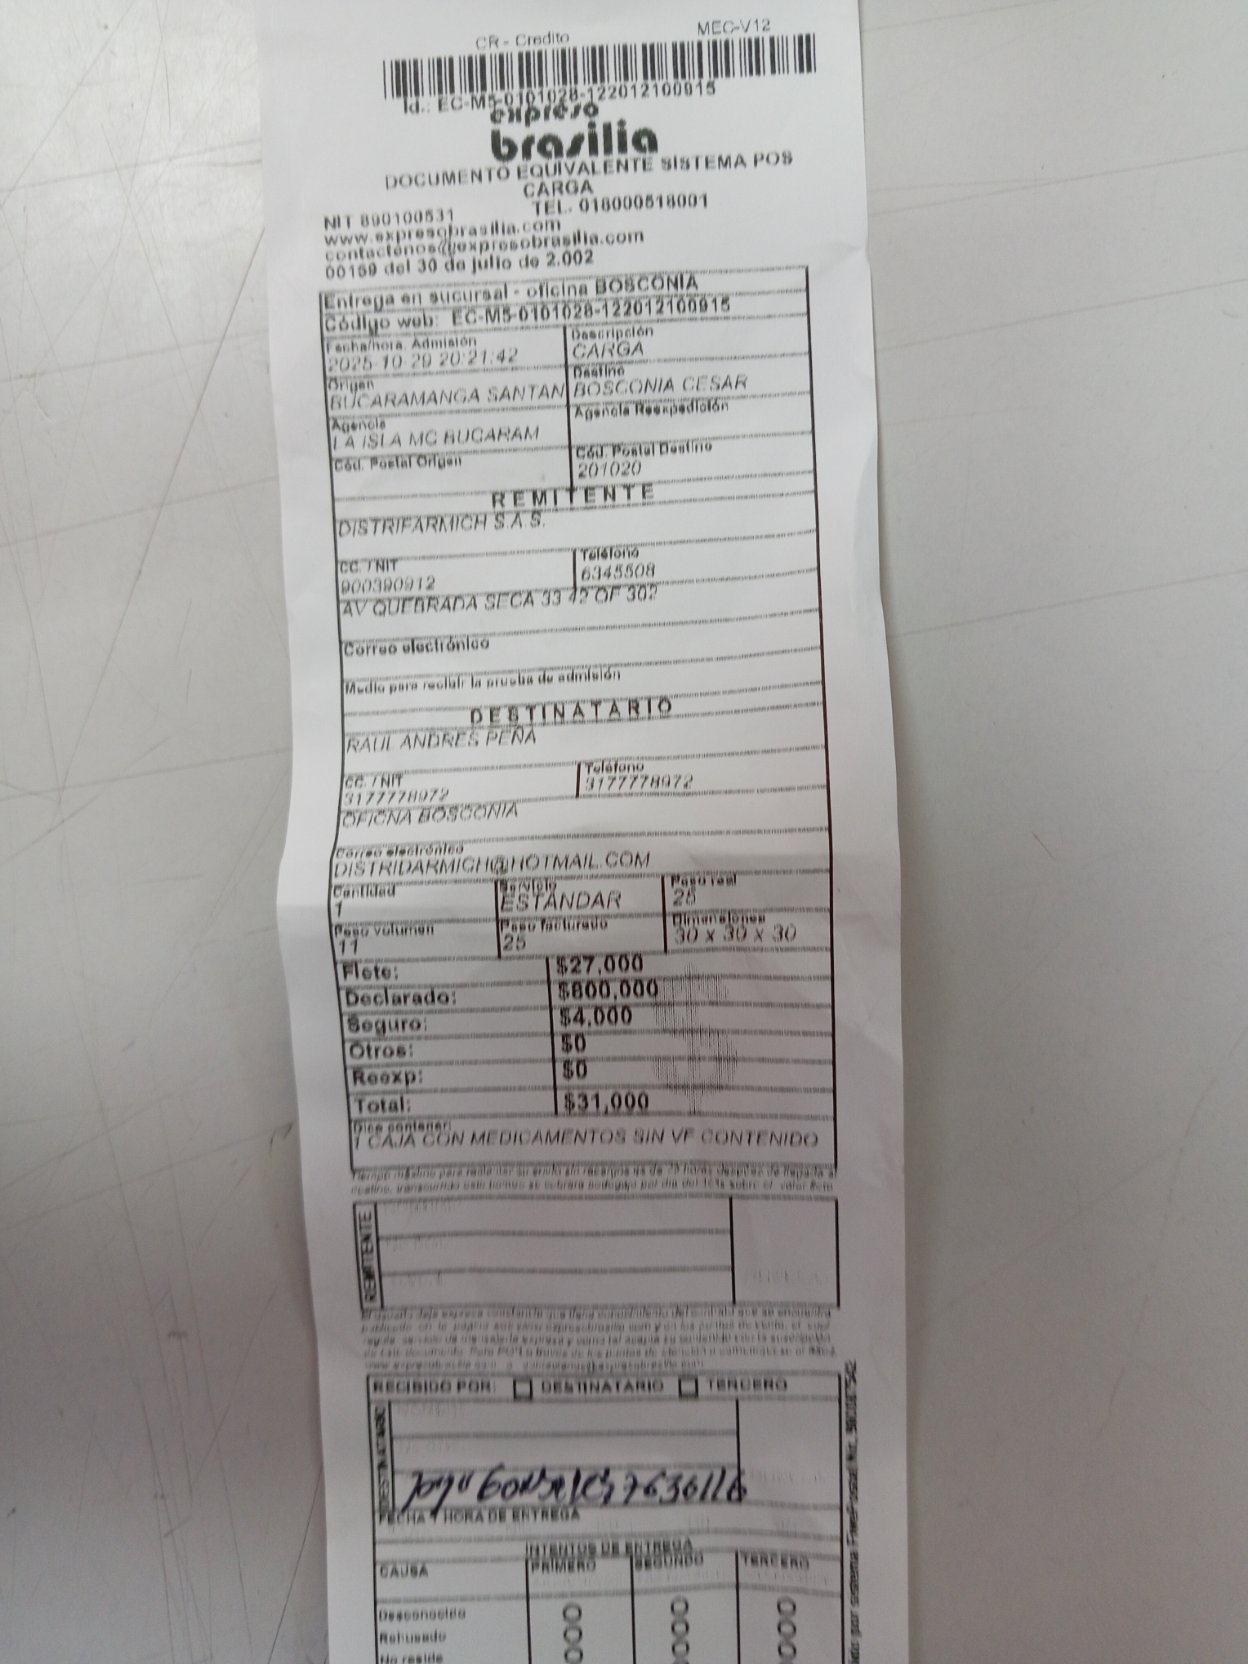 CR - Credito MEC-V12
Id.: EC-M5-0101028-122012100915
expreso
brasilia
DOCUMENTO EQUIVALENTE SISTEMA POS
CARGA
NIT 890100531 TEL. 018000518001
www.expresobrasilia.com
contactenos@expresobrasilia.com
00159 del 30 de julio de 2.002
Entrega en sucursal - oficina BOSCONIA
Código web: EC-M5-0101028-122012100915
Fecha/hora. Admisión Descripción
2025-10-29 20:21:42 CARGA
Origen Destino
BUCARAMANGA SANTAN BOSCONIA CESAR
Agencia Agencia Reexpedición
LA ISLA MC BUCARAM
Cód. Postal Origen Cód. Postal Destino
201020
REMITENTE
DISTRIFARMICH S.A.S.
CC. / NIT Teléfono
900390912 6345508
AV QUEBRADA SECA 33 42 OF 302
Correo electrónico
Medio para recibir la prueba de admisión
DESTINATARIO
RAUL ANDRES PEÑA
CC. / NIT Teléfono
3177778972 3177778972
OFICNA BOSCONIA
Correo electrónico
DISTRIDARMICH@HOTMAIL.COM
Cantidad Servicio Peso real
1 ESTANDAR 25
Peso volumen Peso facturado Dimensiones
11 25 30 x 30 x 30
Flete: $27,000
Declarado: $800,000
Seguro: $4,000
Otros: $0
Reexp: $0
Total: $31,000
Dice contener:
1 CAJA CON MEDICAMENTOS SIN VF CONTENIDO
REMITENTE
RECIBIDO POR: DESTINATARIO TERCERO
DESTINATARIO
7636116
FECHA Y HORA DE ENTREGA
INTENTOS DE ENTREGA
CAUSA PRIMERO SEGUNDO TERCERO
Desconocido
Rehusado
No reside